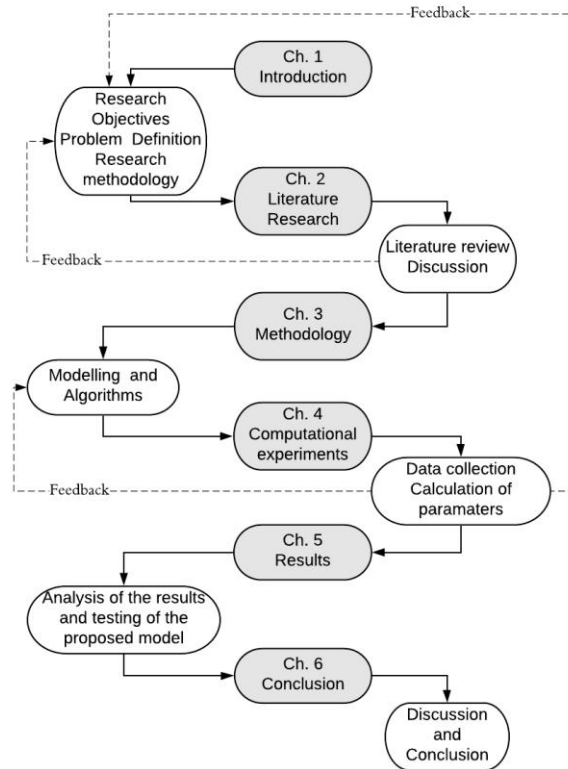 Feedback
Ch. 1
Introduction
Research
Objectives
Problem Definition
Research
methodology
Ch. 2
Literature
Research
Literature review
Discussion
Feedback
Ch. 3
Methodology
Modelling and
Algorithms
Ch. 4
Computational
experiments
Data collection
Calculation of
paramaters
Feedback
Ch. 5
Results
Analysis of the results
and testing of the
proposed model
Ch. 6
Conclusion
Discussion
and
Conclusion